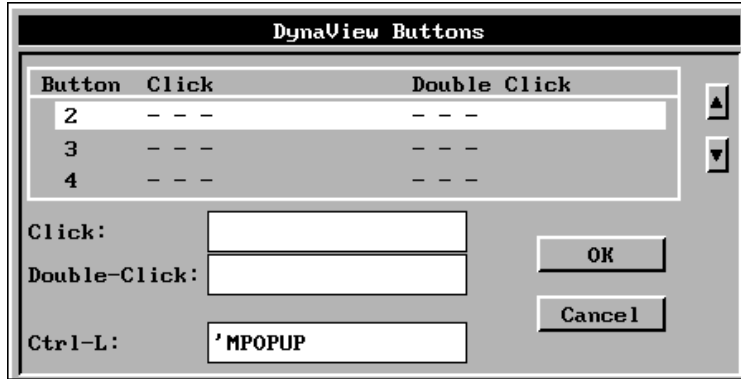 DynaView Buttons
Button Click Double Click
2 - - - - - -
3 - - - - - -
4 - - - - - -
Click:
OK
Double-Click:
Cancel
Ctrl-L: 'MPOPUP